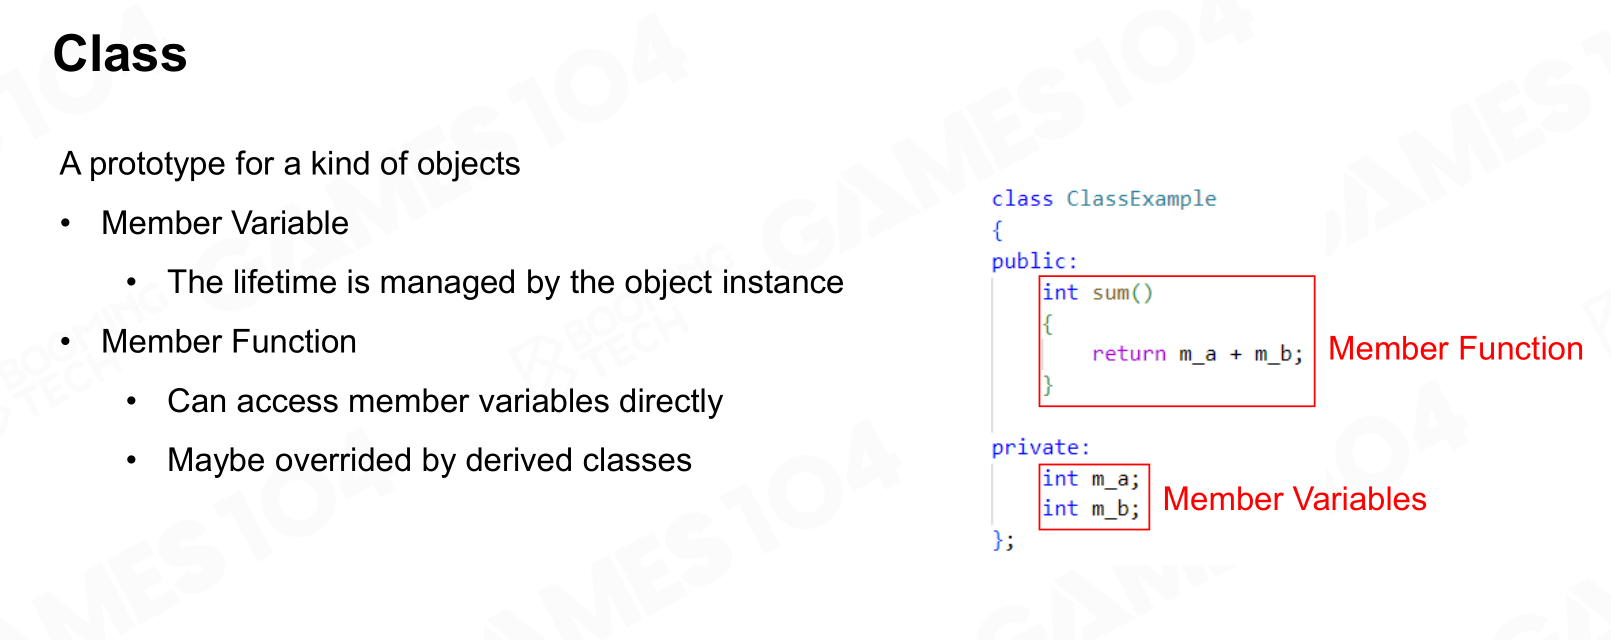 Class
A prototype for a kind of objects
• Member Variable
• The lifetime is managed by the object instance
• Member Function
• Can access member variables directly
• Maybe overrided by derived classes
class ClassExample
{
public:
int sum()
{
return m_a + m_b;
}
Member Function
private:
int m_a;
int m_b;
Member Variables
};
GAMES104
BOOMING
TECH